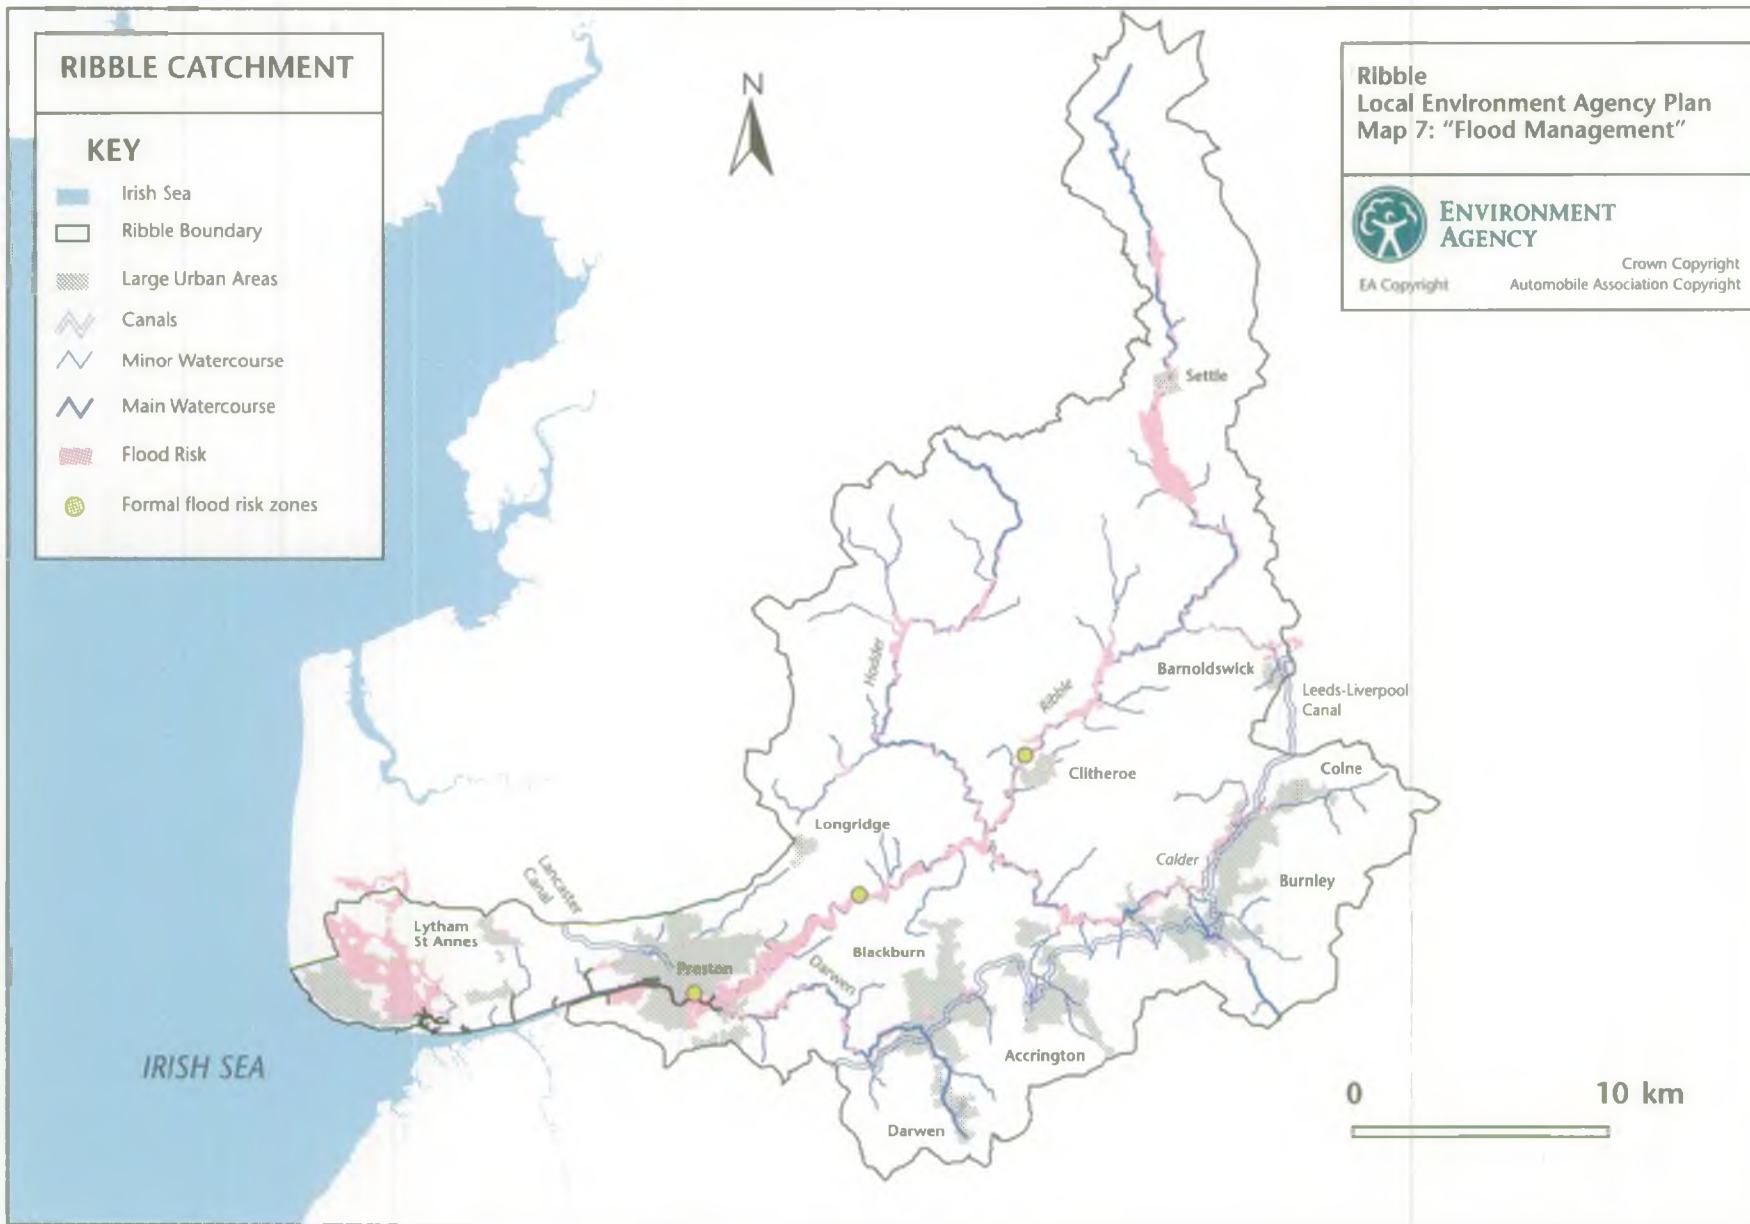 RIBBLE CATCHMENT
KEY
Irish Sea
Ribble Boundary
Large Urban Areas
Canals
Minor Watercourse
Main Watercourse
Flood Risk
Formal flood risk zones
N
Ribble
Local Environment Agency Plan
Map 7: “Flood Management”
ENVIRONMENT
AGENCY
Crown Copyright
EA Copyright
Automobile Association Copyright
Settle
Hodder
Ribble
Barnoldswick
Leeds-Liverpool
Canal
Clitheroe
Colne
Longridge
Calder
Burnley
Lancaster
Canal
Lytham
St Annes
Preston
Blackburn
Darwen
Accrington
Darwen
IRISH SEA
0
10 km